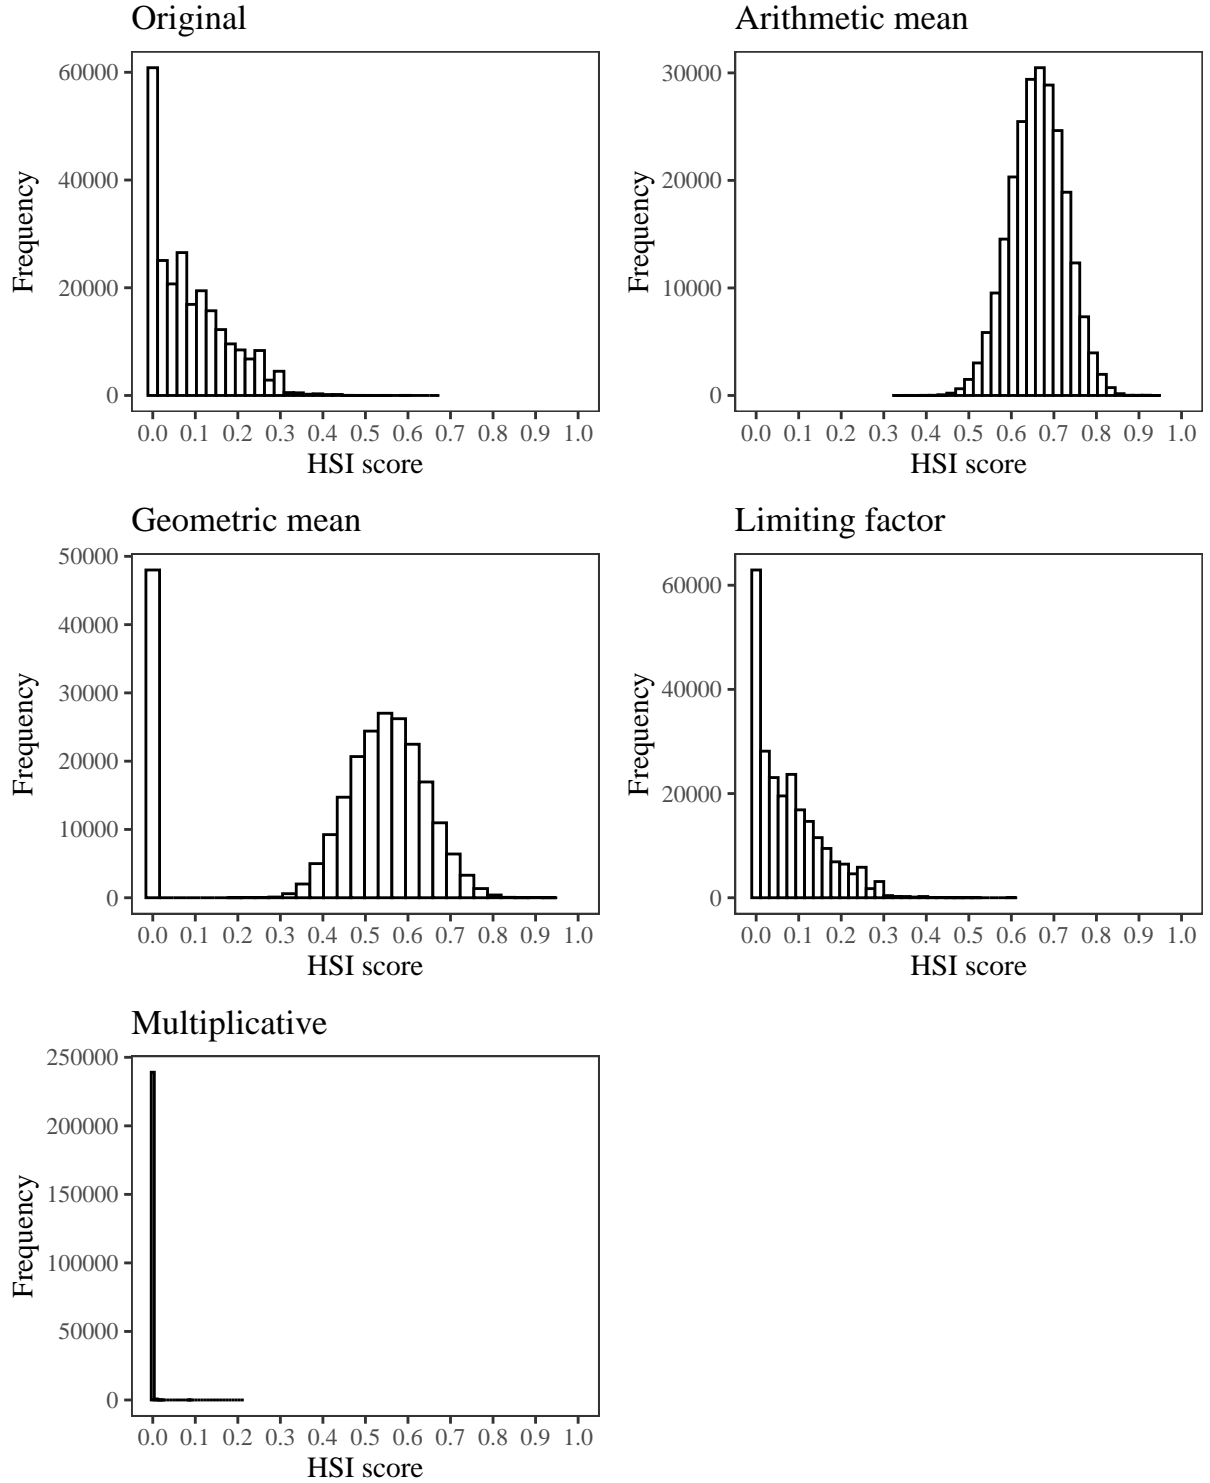 Original
60000
40000
20000
0
Frequency
0.0 0.1 0.2 0.3 0.4 0.5 0.6 0.7 0.8 0.9 1.0
HSI score
Arithmetic mean
30000
20000
10000
0
Frequency
0.0 0.1 0.2 0.3 0.4 0.5 0.6 0.7 0.8 0.9 1.0
HSI score
Geometric mean
50000
40000
30000
20000
10000
0
Frequency
0.0 0.1 0.2 0.3 0.4 0.5 0.6 0.7 0.8 0.9 1.0
HSI score
Limiting factor
60000
40000
20000
0
Frequency
0.0 0.1 0.2 0.3 0.4 0.5 0.6 0.7 0.8 0.9 1.0
HSI score
Multiplicative
250000
200000
150000
100000
50000
0
Frequency
0.0 0.1 0.2 0.3 0.4 0.5 0.6 0.7 0.8 0.9 1.0
HSI score